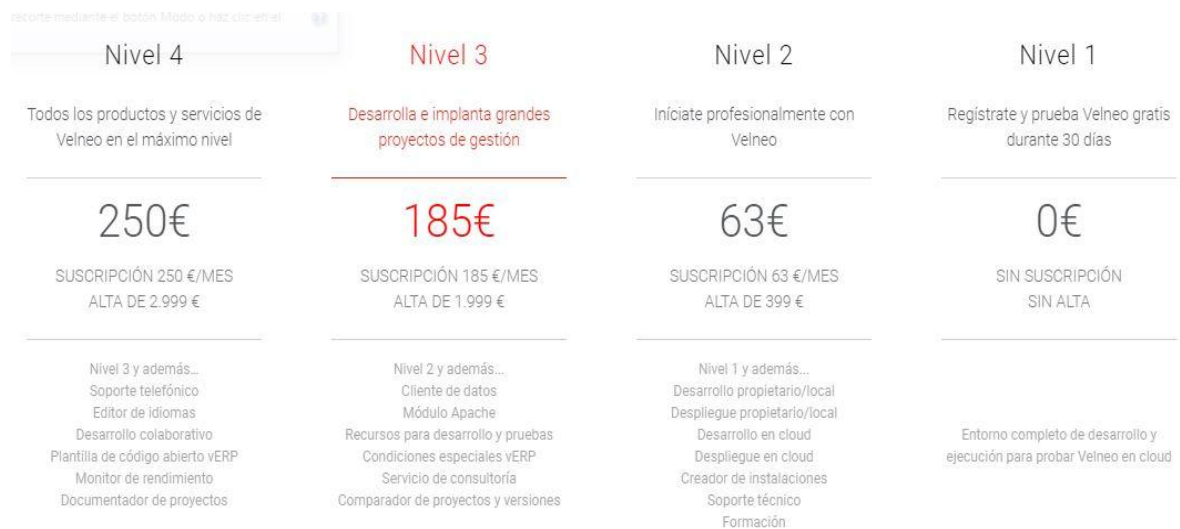 recorte mediante el botón Modo o haz clic en el
Nivel 4
Todos los productos y servicios de
Velneo en el máximo nivel
250€
SUSCRIPCIÓN 250 €/MES
ALTA DE 2.999 €
Nivel 3 y además...
Soporte telefónico
Editor de idiomas
Desarrollo colaborativo
Plantilla de código abierto vERP
Monitor de rendimiento
Documentador de proyectos
Nivel 3
Desarrolla e implanta grandes
proyectos de gestión
185€
SUSCRIPCIÓN 185 €/MES
ALTA DE 1.999 €
Nivel 2 y además...
Cliente de datos
Módulo Apache
Recursos para desarrollo y pruebas
Condiciones especiales vERP
Servicio de consultoría
Comparador de proyectos y versiones
Nivel 2
Iníciate profesionalmente con
Velneo
63€
SUSCRIPCIÓN 63 €/MES
ALTA DE 399 €
Nivel 1 y además...
Desarrollo propietario/local
Despliegue propietario/local
Desarrollo en cloud
Despliegue en cloud
Creador de instalaciones
Soporte técnico
Formación
Nivel 1
Regístrate y prueba Velneo gratis
durante 30 días
0€
SIN SUSCRIPCIÓN
SIN ALTA
Entorno completo de desarrollo y
ejecución para probar Velneo en cloud